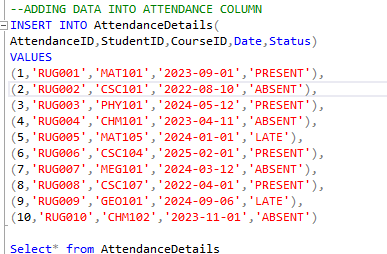 --ADDING DATA INTO ATTENDANCE COLUMN
INSERT INTO AttendanceDetails(
AttendanceID,StudentID,CourseID,Date,Status)
VALUES
(1,'RUG001','MAT101','2023-09-01','PRESENT'),
(2,'RUG002','CSC101','2022-08-10','ABSENT'),
(3,'RUG003','PHY101','2024-05-12','PRESENT'),
(4,'RUG004','CHM101','2023-04-11','ABSENT'),
(5,'RUG005','MAT105','2024-01-01','LATE'),
(6,'RUG006','CSC104','2025-02-01','PRESENT'),
(7,'RUG007','MEG101','2024-03-12','ABSENT'),
(8,'RUG008','CSC107','2022-04-01','PRESENT'),
(9,'RUG009','GEO101','2024-09-06','LATE'),
(10,'RUG010','CHM102','2023-11-01','ABSENT')
Select* from AttendanceDetails